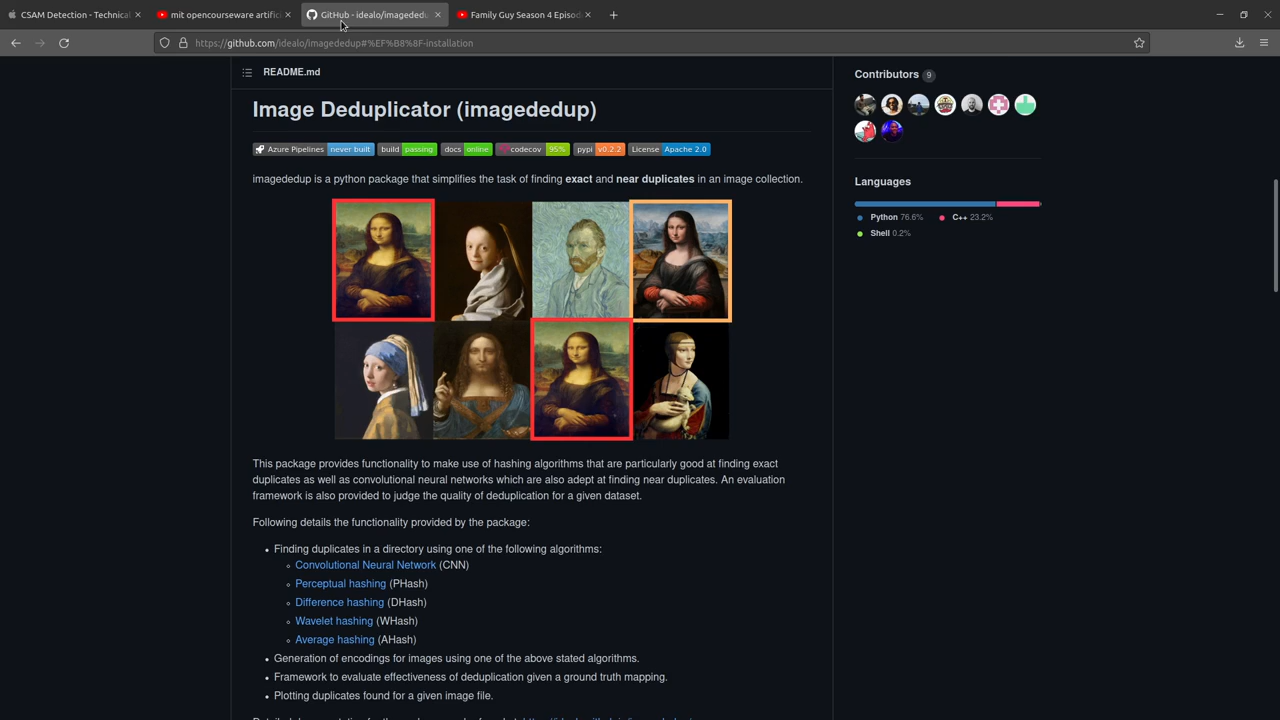 CSAM Detection - Technical
mit opencourseware artific
GitHub - idealo/imagededu
Family Guy Season 4 Episod
https://github.com/idealo/imagededup#%EF%B8%8F-installation
README.md
Image Deduplicator (imagededup)
Azure Pipelines never built
build passing
docs online
codecov 95%
pypi v0.2.2
License Apache 2.0
imagededup is a python package that simplifies the task of finding exact and near duplicates in an image collection.
This package provides functionality to make use of hashing algorithms that are particularly good at finding exact
duplicates as well as convolutional neural networks which are also adept at finding near duplicates. An evaluation
framework is also provided to judge the quality of deduplication for a given dataset.
Following details the functionality provided by the package:
Finding duplicates in a directory using one of the following algorithms:
Convolutional Neural Network (CNN)
Perceptual hashing (PHash)
Difference hashing (DHash)
Wavelet hashing (WHash)
Average hashing (AHash)
Generation of encodings for images using one of the above stated algorithms.
Framework to evaluate effectiveness of deduplication given a ground truth mapping.
Plotting duplicates found for a given image file.
Contributors 9
Languages
Python 76.6%
C++ 23.2%
Shell 0.2%